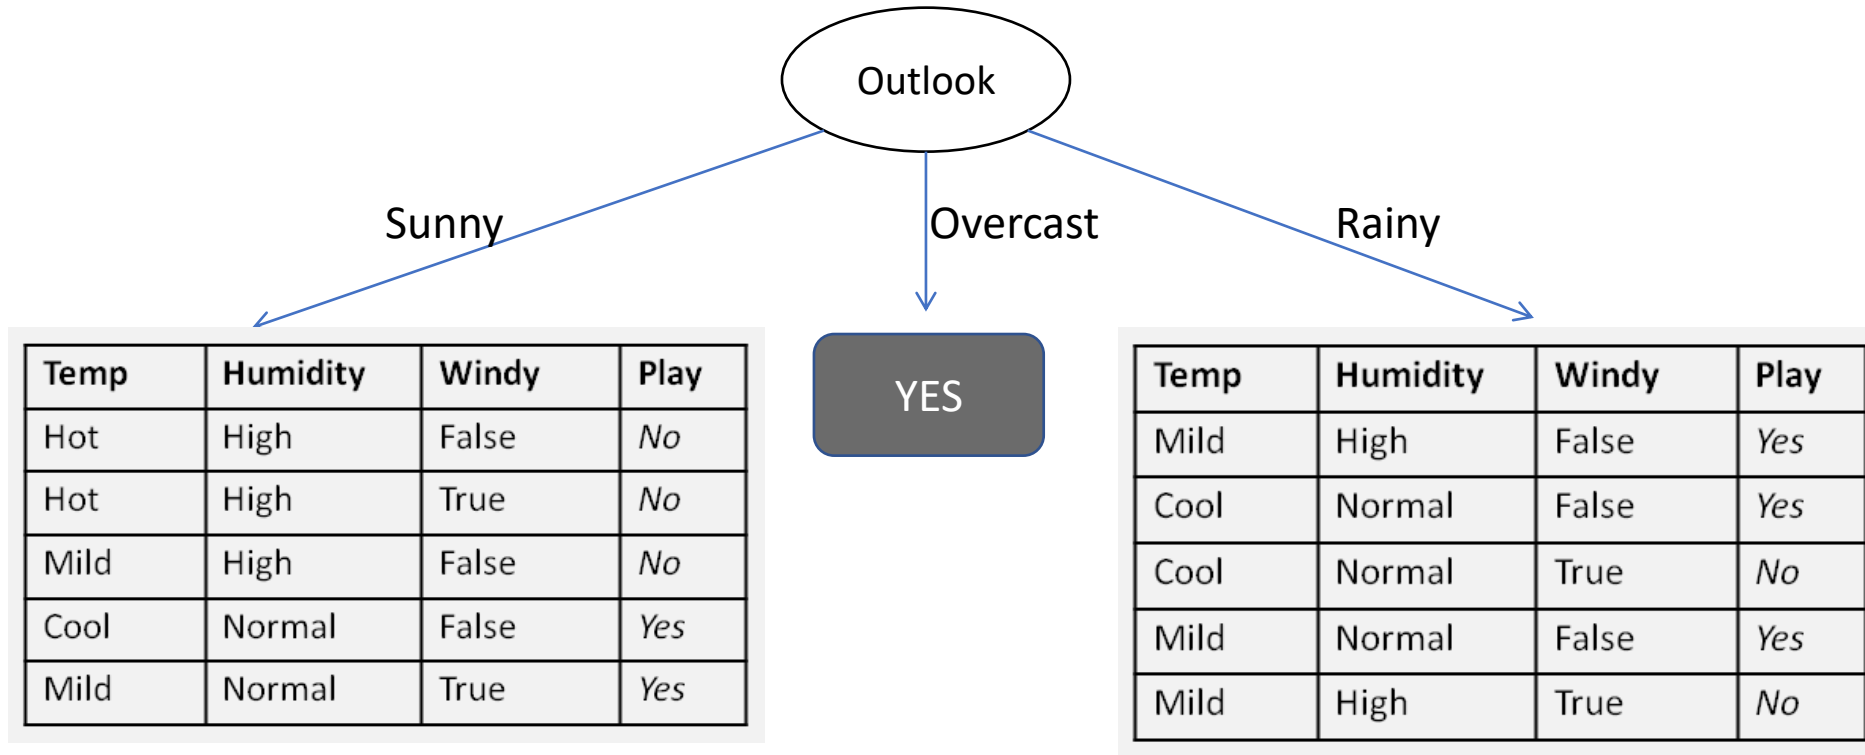 Outlook
Sunny
Overcast
Rainy
Temp Humidity Windy Play
Hot High False No
Hot High True No
Mild High False No
Cool Normal False Yes
Mild Normal True Yes
YES
Temp Humidity Windy Play
Mild High False Yes
Cool Normal False Yes
Cool Normal True No
Mild Normal False Yes
Mild High True No